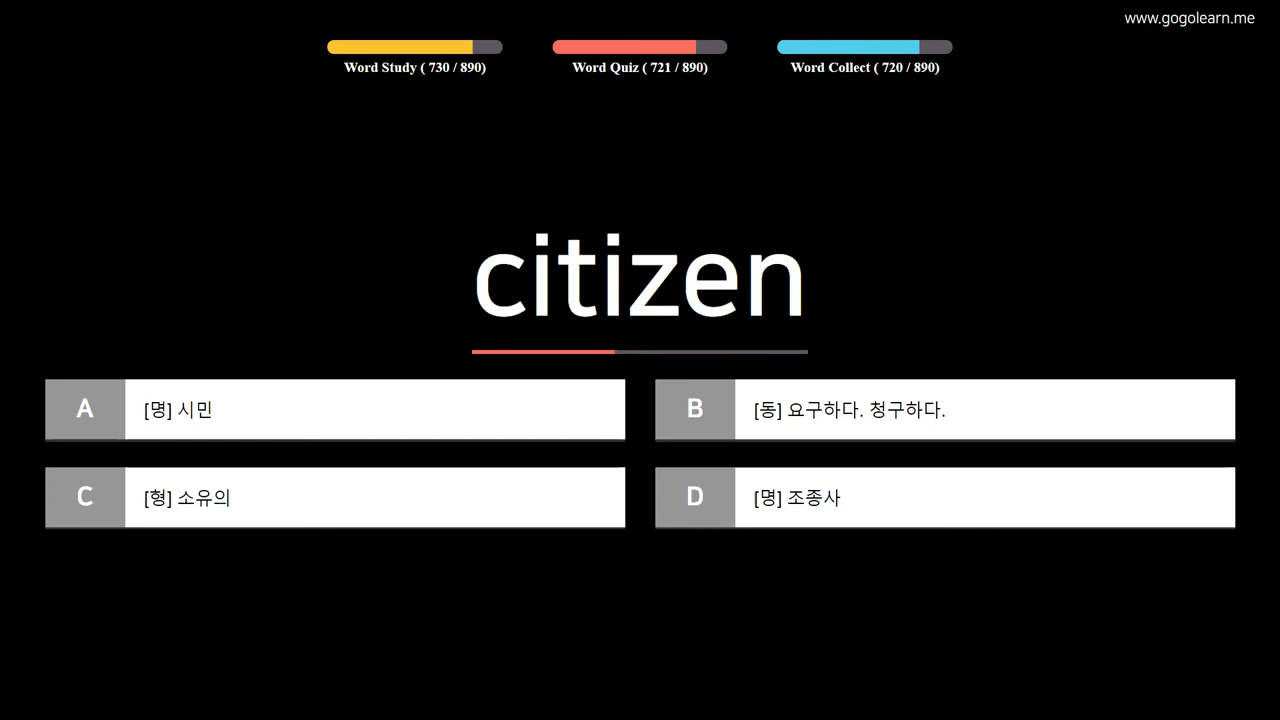 www.gogolearn.me
Word Study ( 730 / 890)
Word Quiz ( 721 / 890)
Word Collect ( 720 / 890)
citizen
A [명] 시민
B [동] 요구하다. 청구하다.
C [형] 소유의
D [명] 조종사